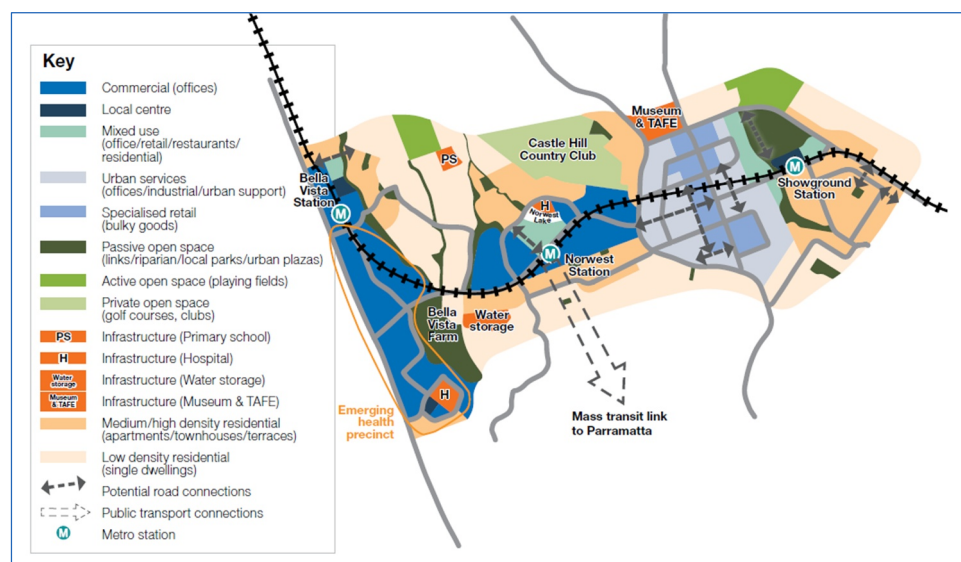 Key
Commercial (offices)
Local centre
Mixed use
(office/retail/restaurants/
residential)
Urban services
(offices/industrial/urban support)
Specialised retail
(bulky goods)
Passive open space
(links/riparian/local parks/urban plazas)
Active open space (playing fields)
Private open space
(golf courses, clubs)
PS
Infrastructure (Primary school)
H
Infrastructure (Hospital)
Water
storage
Infrastructure (Water storage)
Museum
& TAFE
Infrastructure (Museum & TAFE)
Medium/high density residential
(apartments/townhouses/terraces)
Low density residential
(single dwellings)
Potential road connections
Public transport connections
M
Metro station
Museum
& TAFE
Castle Hill
Country Club
PS
Bella
Vista
Station
M
H
Norwest
Lake
M
Norwest
Station
M
Showground
Station
Bella
Vista
Farm
Water
storage
H
Emerging
health
precinct
Mass transit link
to Parramatta